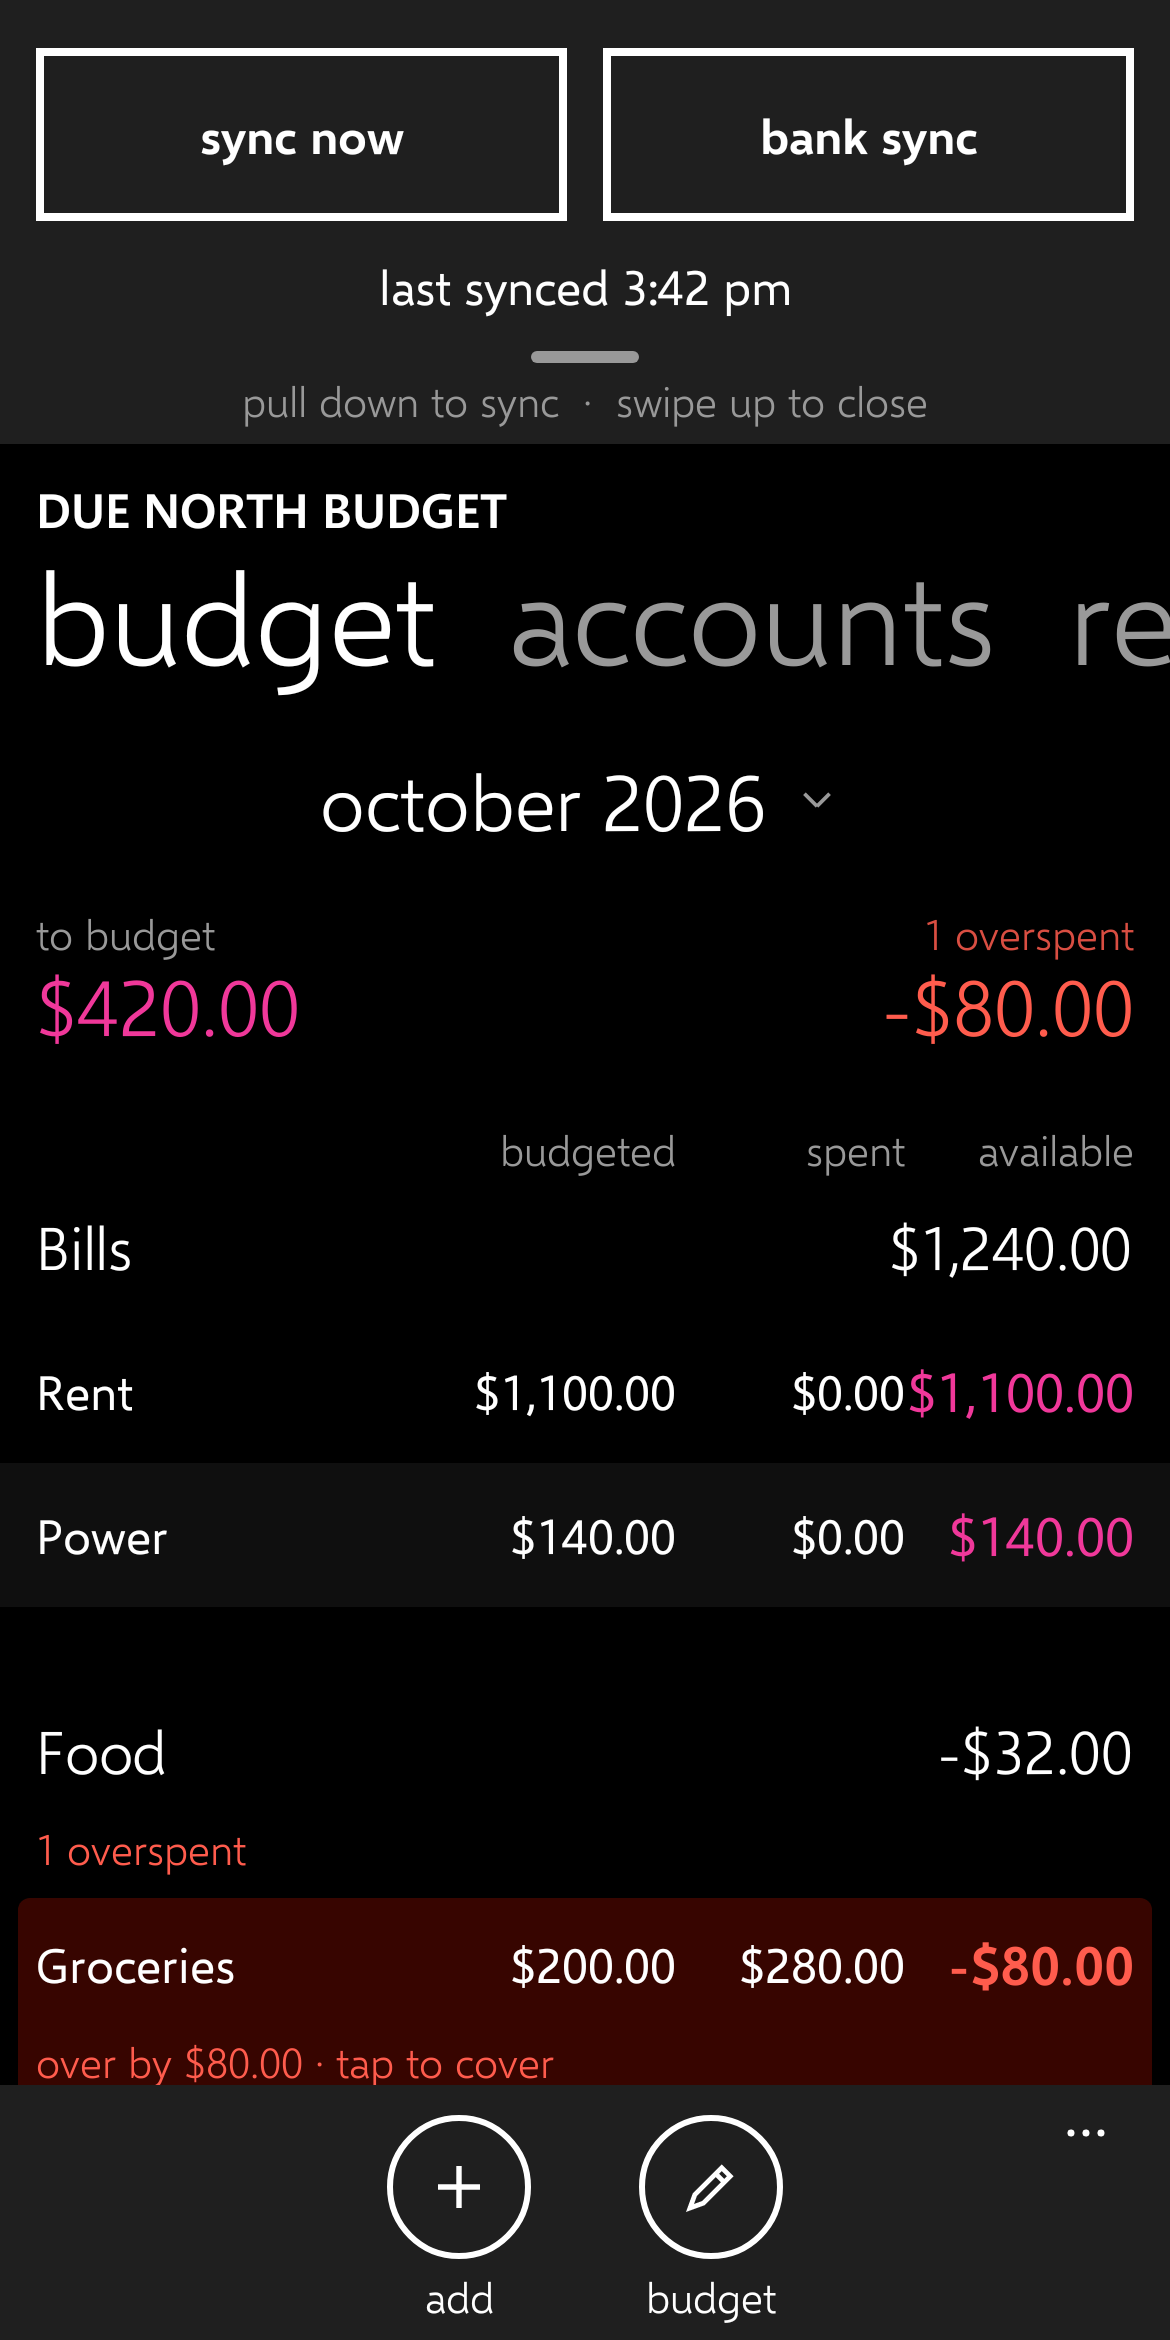 sync now bank sync
last synced 3:42 pm
pull down to sync · swipe up to close
DUE NORTH BUDGET
budget accounts re
october 2026
to budget 1 overspent
$420.00 -$80.00
budgeted spent available
Bills $1,240.00
Rent $1,100.00 $0.00 $1,100.00
Power $140.00 $0.00 $140.00
Food -$32.00
1 overspent
Groceries $200.00 $280.00 -$80.00
over by $80.00 · tap to cover
...
add budget